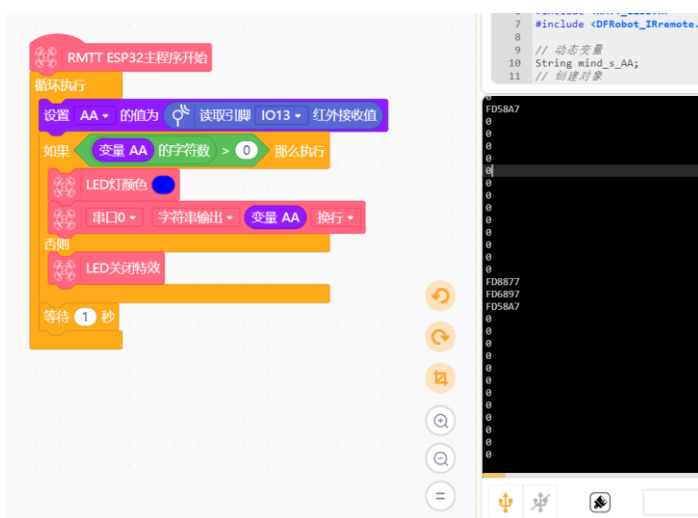 RMTT ESP32主程序开始
循环执行
设置 AA 的值为 读取引脚 IO13 红外接收值
如果 变量 AA 的字符数 > 0 那么执行
LED灯颜色
串口0 字符串输出 变量 AA 换行
否则
LED关闭特效
等待 1 秒
7 #include <DFRobot_IRremote.
8
9 // 动态变量
10 String mind_s_AA;
11 // 创建对象
FD58A7
0
0
0
0
0
0
0
0
0
0
0
0
0
FD8877
FD6897
FD58A7
0
0
0
0
0
0
0
0
0
0
0
0